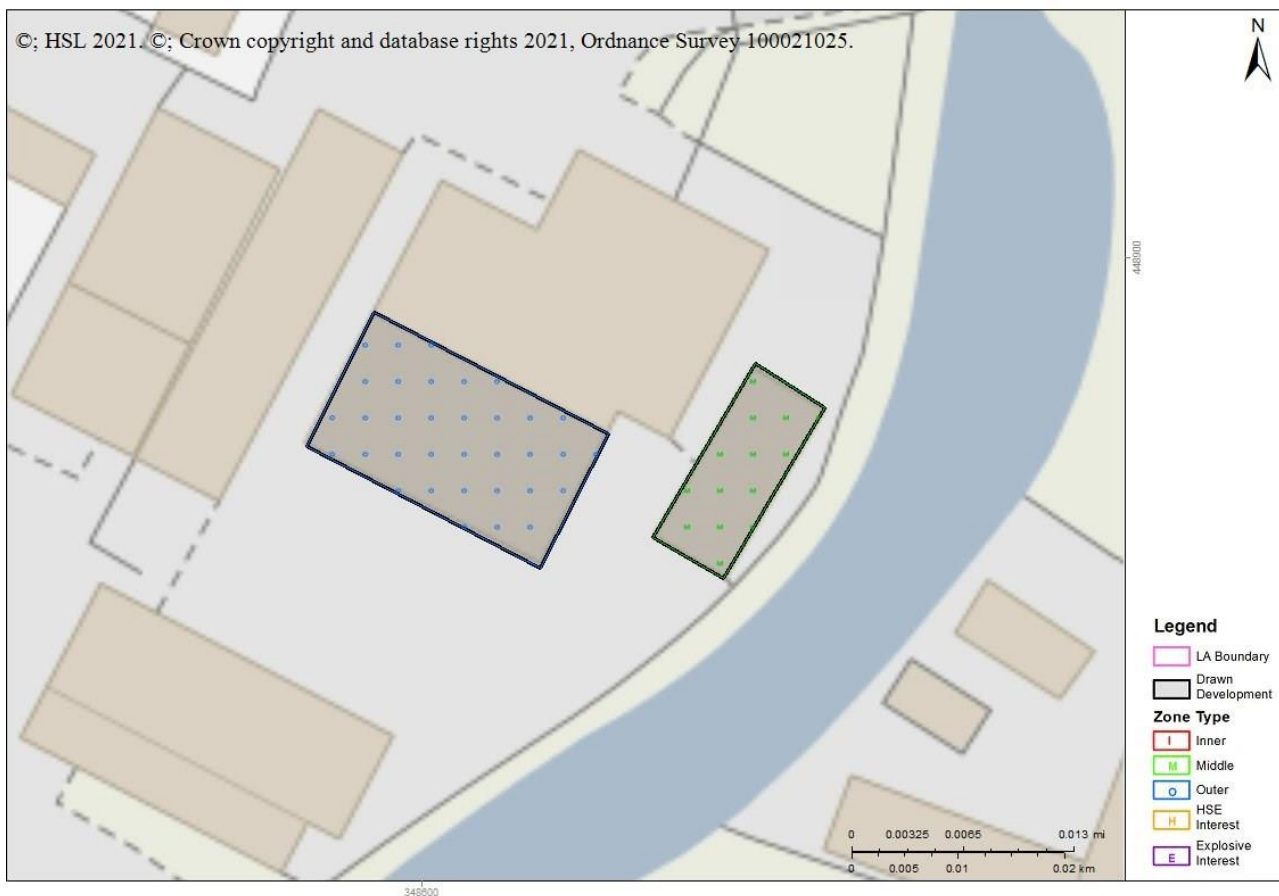 ©; HSL 2021. ©; Crown copyright and database rights 2021, Ordnance Survey 100021025.
N
448900
348600
Legend
LA Boundary
Drawn
Development
Zone Type
I Inner
M Middle
O Outer
H HSE
Interest
E Explosive
Interest
0 0.00325 0.0065 0.013 mi
0 0.005 0.01 0.02 km